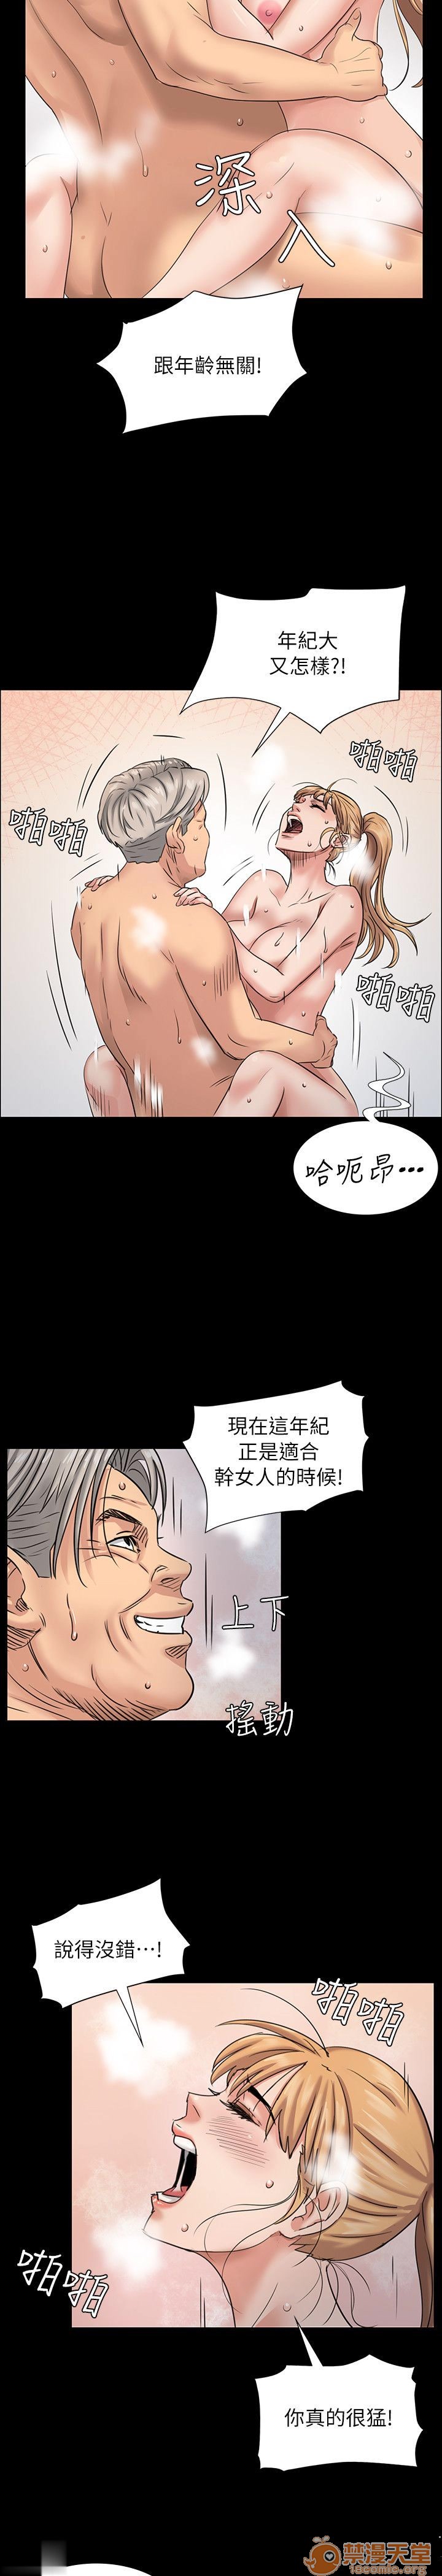 深入
跟年齡無關!
年紀大
又怎樣?!
啪啪
啪啪
啪啪
哈呃昂⋯
現在這年紀
正是適合
幹女人的時候!
上下
搖動
說得沒錯⋯!
啪啪
啪啪
你真的很猛!
禁漫天堂